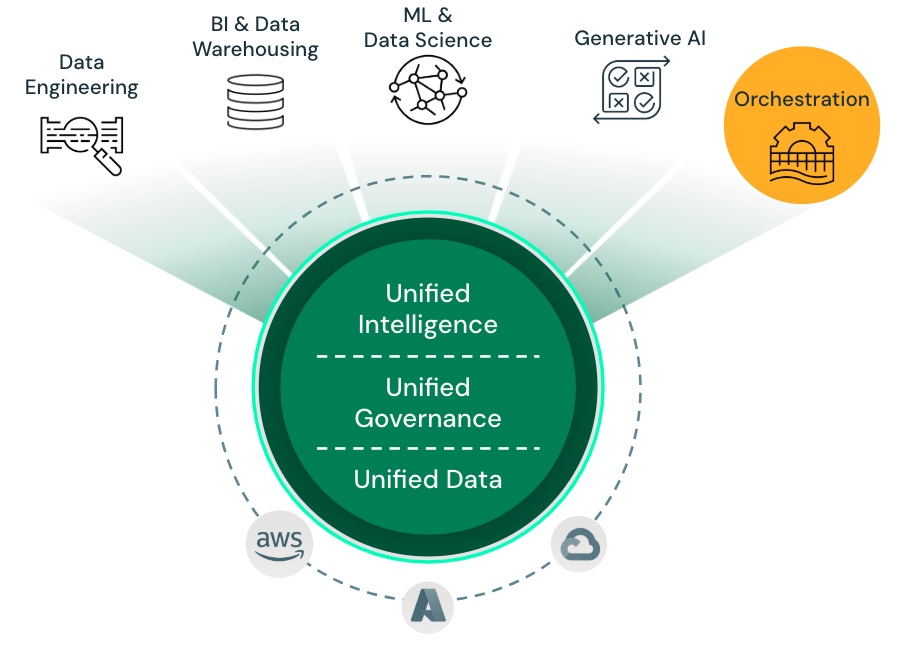 Data
Engineering
BI & Data
Warehousing
ML &
Data Science
Generative AI
Orchestration
Unified
Intelligence
Unified
Governance
Unified Data
aws